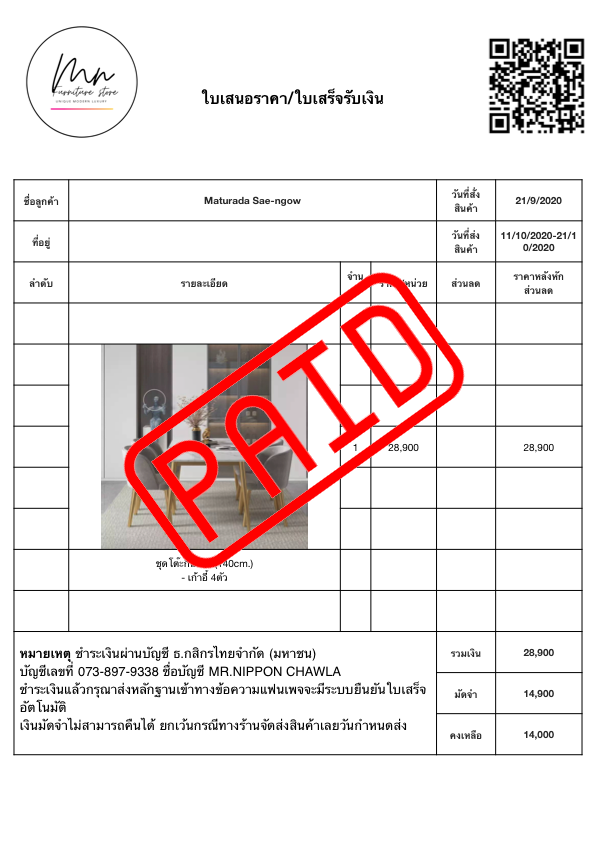 Mn
Furniture Store
UNIQUE MODERN LUXURY
ใบเสนอราคา/ใบเสร็จรับเงิน
ชื่อลูกค้า
Maturada Sae-ngow
วันที่สั่ง
สินค้า
21/9/2020
ที่อยู่
วันที่ส่ง
สินค้า
11/10/2020-21/1
0/2020
ลำดับ
รายละเอียด
จำน
ส่วนลด
ราคาหลังหัก
ส่วนลด
PAID
1
28,900
28,900
ชุดโต๊ะ
140cm.)
- เก้าอี้ 4ตัว
หมายเหตุ ชำระเงินผ่านบัญชี ธ.กสิกรไทยจำกัด (มหาชน)
บัญชีเลขที่ 073-897-9338 ชื่อบัญชี MR.NIPPON CHAWLA
ชำระเงินแล้วกรุณาส่งหลักฐานเข้าทางข้อความแฟนเพจจะมีระบบยืนยันใบเสร็จ
อัตโนมัติ
เงินมัดจำไม่สามารถคืนได้ ยกเว้นกรณีทางร้านจัดส่งสินค้าเลยวันกำหนดส่ง
รวมเงิน
28,900
มัดจำ
14,900
คงเหลือ
14,000